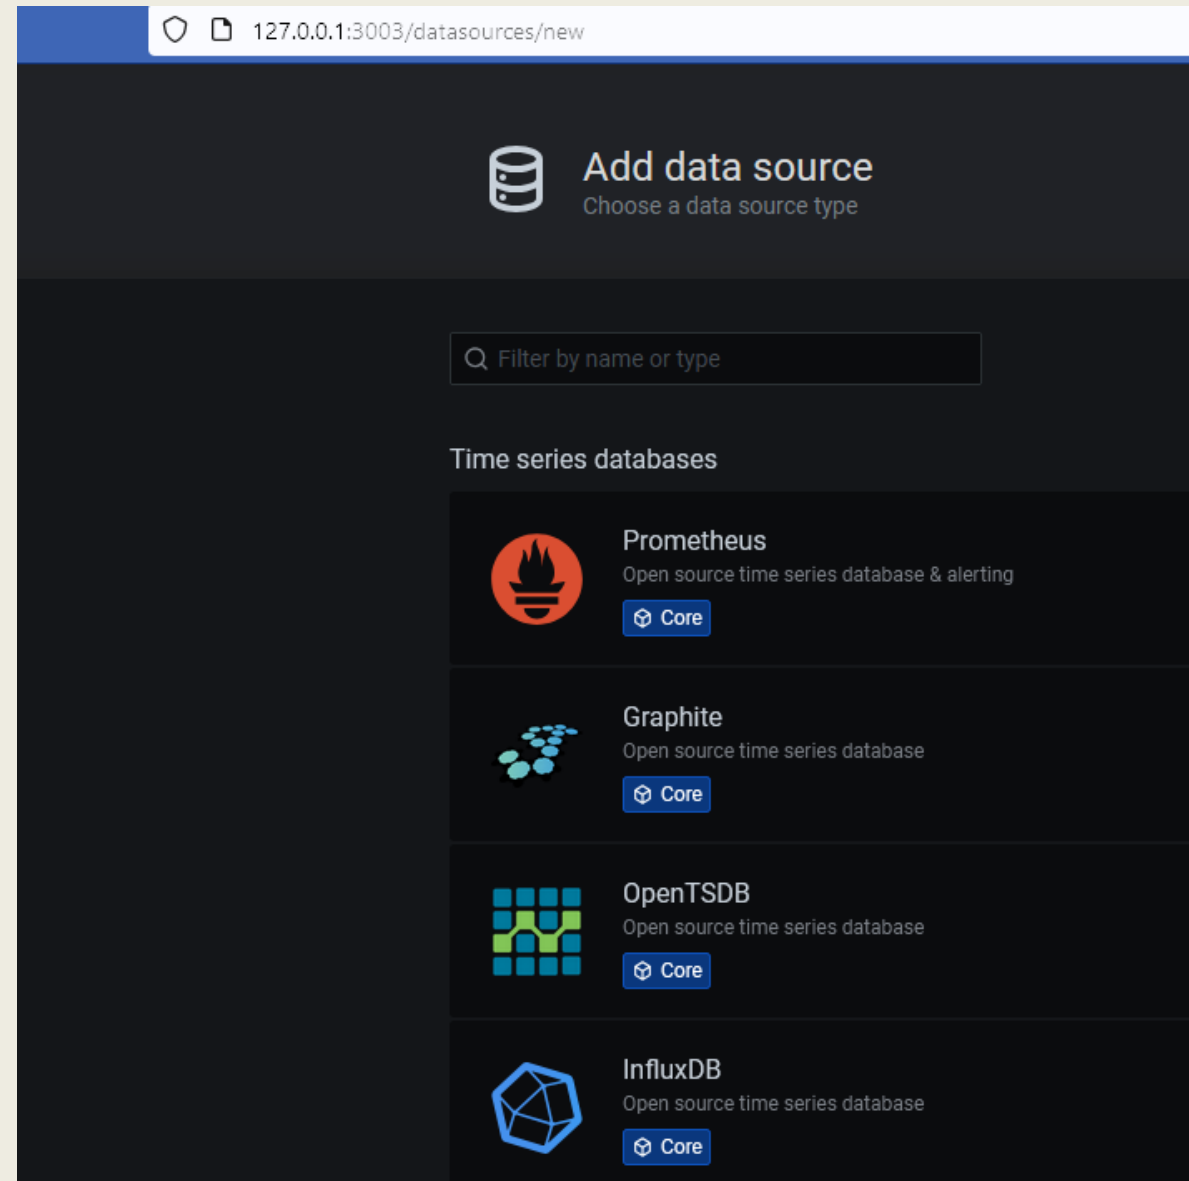 127.0.0.1:3003/datasources/new
Add data source
Choose a data source type
Filter by name or type
Time series databases
Prometheus
Open source time series database & alerting
Core
Graphite
Open source time series database
Core
OpenTSDB
Open source time series database
Core
InfluxDB
Open source time series database
Core